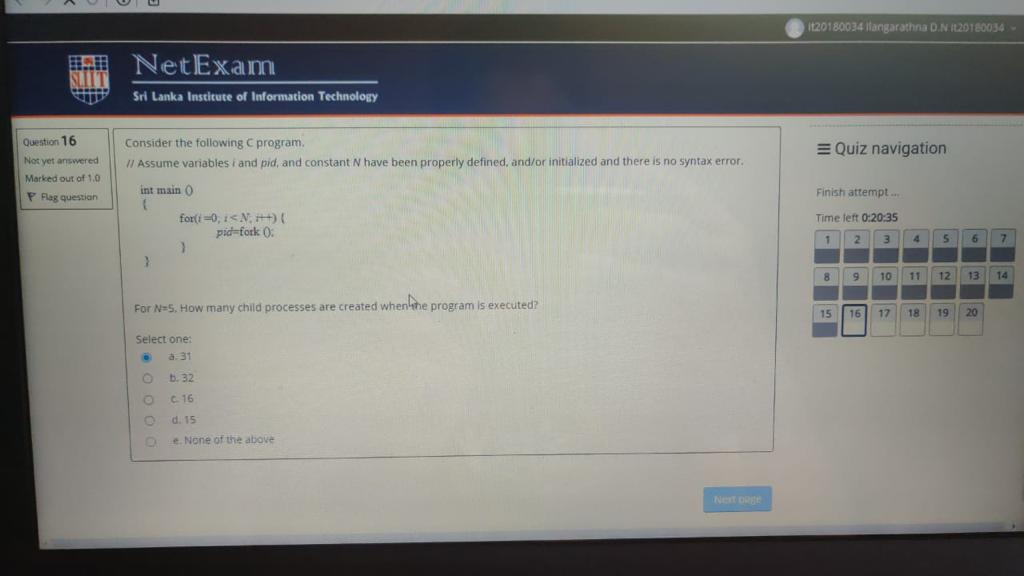 it20180034 Ilangarathna D.N it20180034
SLIIT
NetExam
Sri Lanka Institute of Information Technology
Question 16
Not yet answered
Marked out of 1.0
Flag question
Consider the following C program.
// Assume variables i and pid, and constant N have been properly defined, and/or initialized and there is no syntax error.
int main ()
{
for(i=0; i < N; i++) {
pid=fork ();
}
}
For N=5. How many child processes are created when the program is executed?
Select one:
a. 31
b. 32
c. 16
d. 15
e. None of the above
Next page
Quiz navigation
Finish attempt ...
Time left 0:20:35
1 2 3 4 5 6 7
8 9 10 11 12 13 14
15 16 17 18 19 20